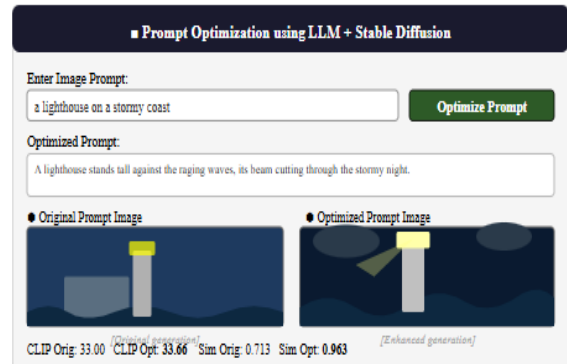 ■ Prompt Optimization using LLM + Stable Diffusion
Enter Image Prompt:
a lighthouse on a stormy coast
Optimize Prompt
Optimized Prompt:
A lighthouse stands tall against the raging waves, its beam cutting through the stormy night.
● Original Prompt Image
● Optimized Prompt Image
[Original generation]
[Enhanced generation]
CLIP Orig: 33.00 CLIP Opt: 33.66 Sim Orig: 0.713 Sim Opt: 0.963